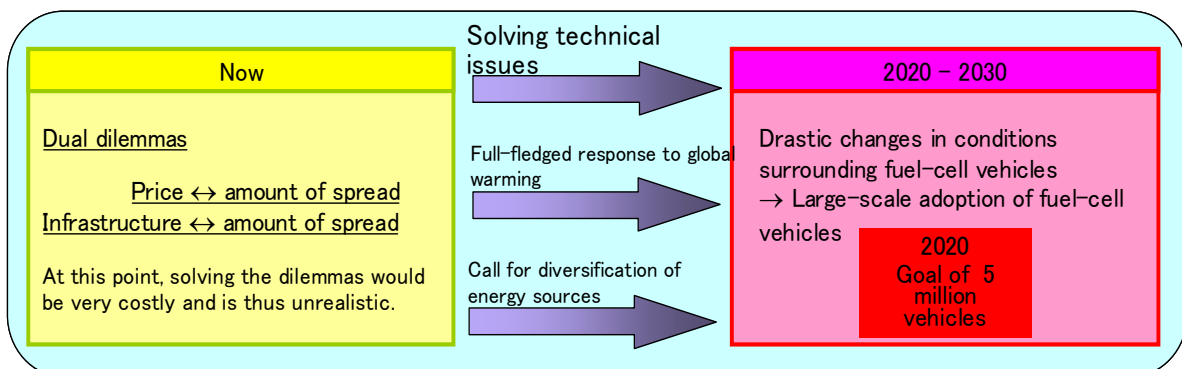 Now
Dual dilemmas
Price ↔ amount of spread
Infrastructure ↔ amount of spread
At this point, solving the dilemmas would
be very costly and is thus unrealistic.
Solving technical
issues
Full-fledged response to global
warming
Call for diversification of
energy sources
2020 - 2030
Drastic changes in conditions
surrounding fuel-cell vehicles
→ Large-scale adoption of fuel-cell
vehicles
2020
Goal of 5
million
vehicles